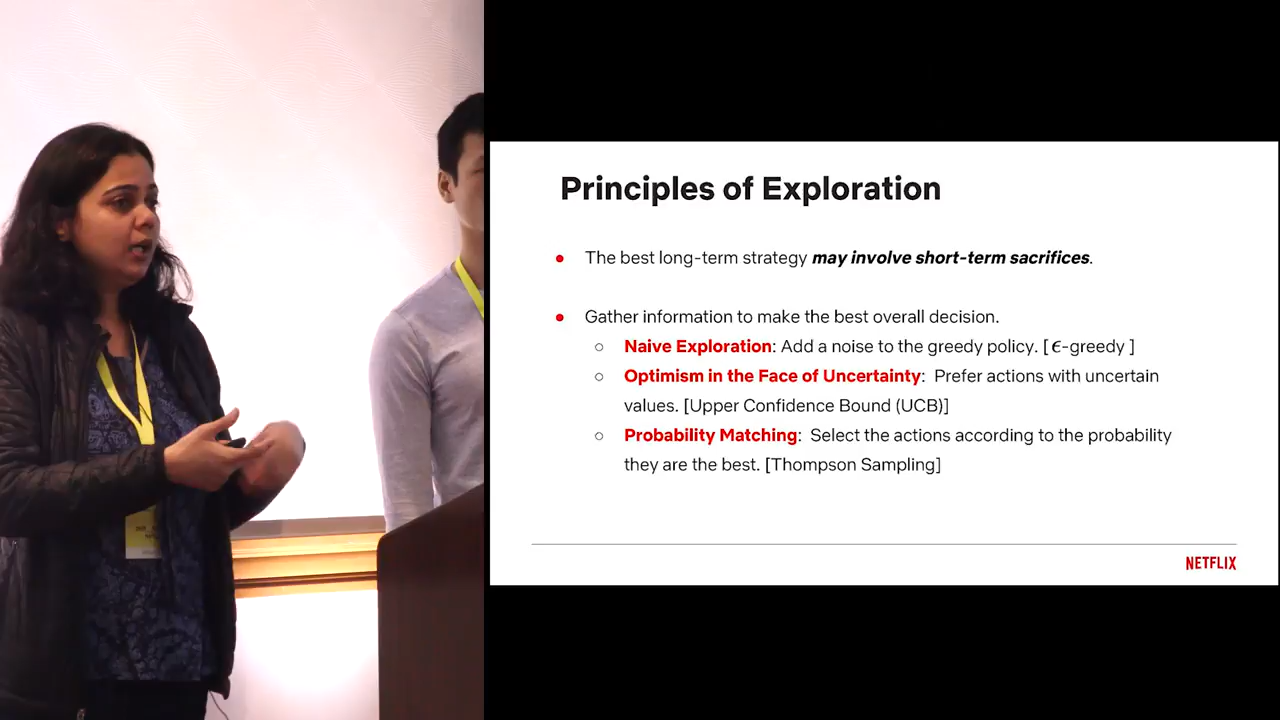 Principles of Exploration
● The best long-term strategy may involve short-term sacrifices.
● Gather information to make the best overall decision.
○ Naive Exploration: Add a noise to the greedy policy. [ ϵ-greedy ]
○ Optimism in the Face of Uncertainty: Prefer actions with uncertain
values. [Upper Confidence Bound (UCB)]
○ Probability Matching: Select the actions according to the probability
they are the best. [Thompson Sampling]
NETFLIX